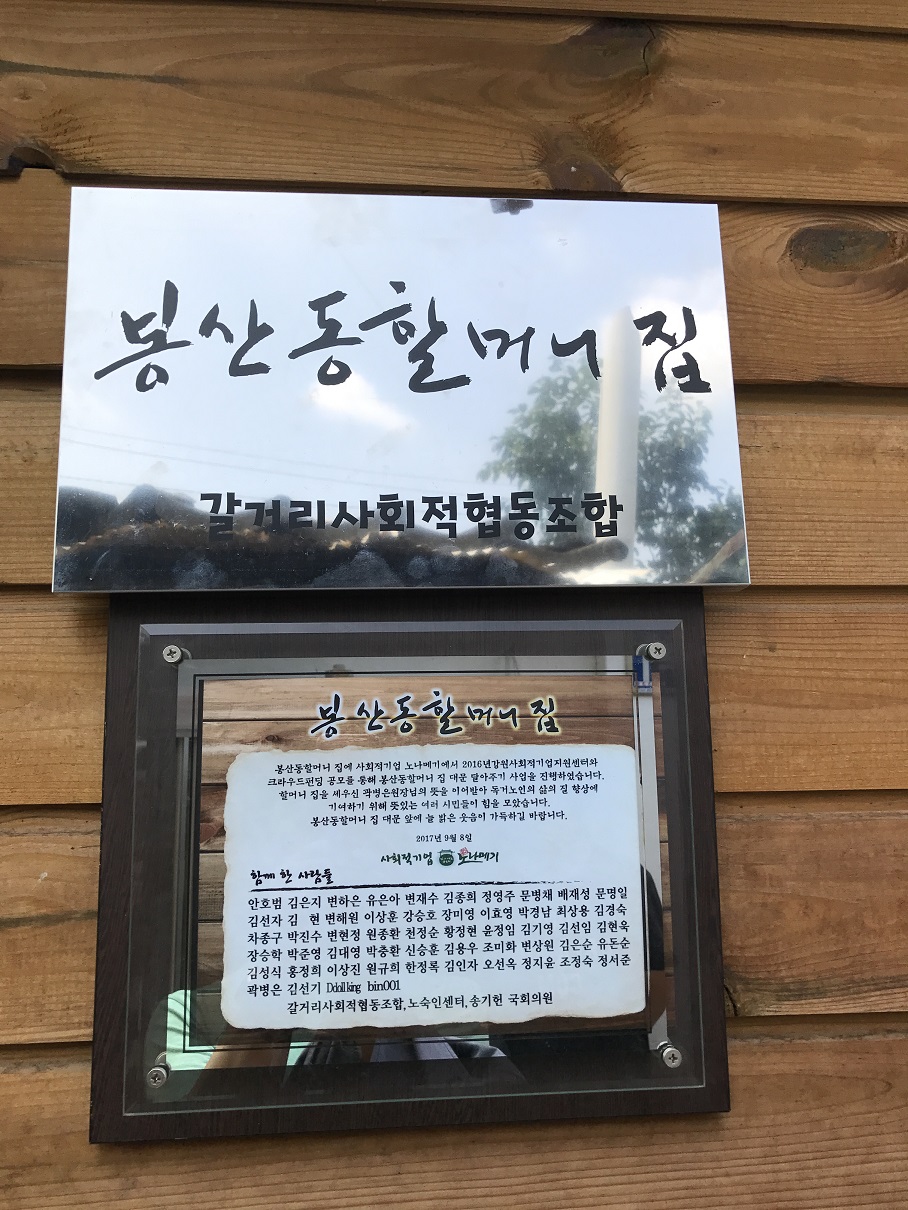 봉산동할머니 집
갈거리사회적협동조합
봉산동할머니 집
봉산동할머니 집에 사회적기업 노나메기에서 2016년강원사회적기업지원센터와
크라우드펀딩 공모를 통해 봉산동할머니 집 대문 달아주기 사업을 진행하였습니다.
할머니 집을 세우신 곽병은원장님의 뜻을 이어받아 독거노인의 삶의 질 향상에
기여하기 위해 뜻있는 여러 시민들이 힘을 모았습니다.
봉산동할머니 집 대문 앞에 늘 밝은 웃음이 가득하길 바랍니다.
2017년 9월 8일
사회적기업 노나메기
함께 한 사람들
안호범 김은지 변하은 유은아 변재수 김종희 정영주 문병채 배재성 문명일
김선자 김 현 변해원 이상훈 강승호 장미영 이효영 박경남 최상용 김경숙
차종구 박진수 변현정 원종환 천정순 황정현 윤정임 김기영 김선임 김현욱
장승학 박준영 김대영 박충환 신승훈 김용우 조미화 변상원 김은순 유돈순
김성식 홍정희 이상진 원규희 한정록 김인자 오선옥 정지윤 조정숙 정서준
곽병은 김선기 Ddollking bin001
갈거리사회적협동조합,노숙인센터,송기헌 국회의원